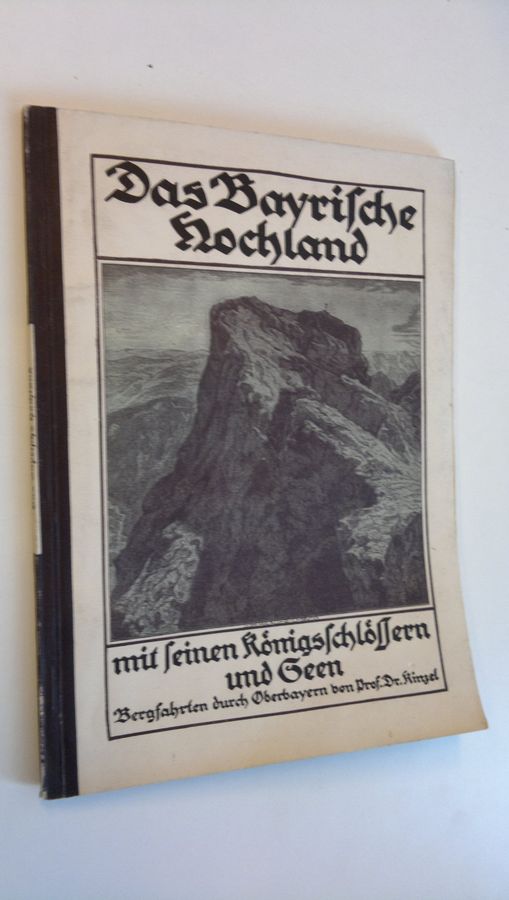 Das Bayriſche
Hochland
mit ſeinen Königsſchlöſſern
und Seen
Bergfahrten durch Oberbayern von Prof. Dr. Kinzel